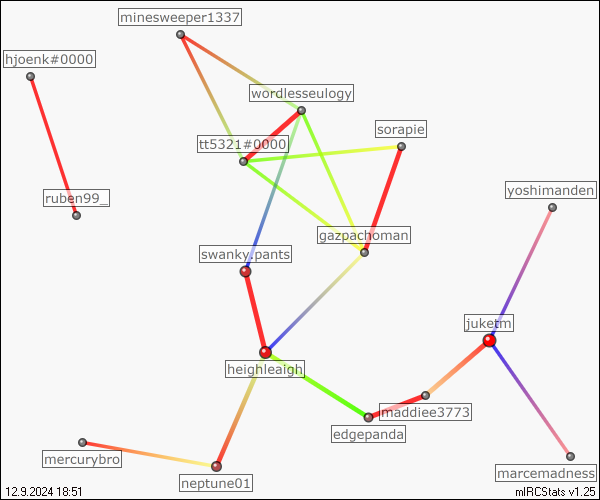 minesweeper1337
hjoenk#0000
wordlesseulogy
sorapie
tt5321#0000
yoshimanden
ruben99_
gazpachoman
swanky.pants
juketm
heighleaigh
maddiee3773
edgepanda
mercurybro
marcemadness
neptune01
12.9.2024 18:51
mIRCStats v1.25